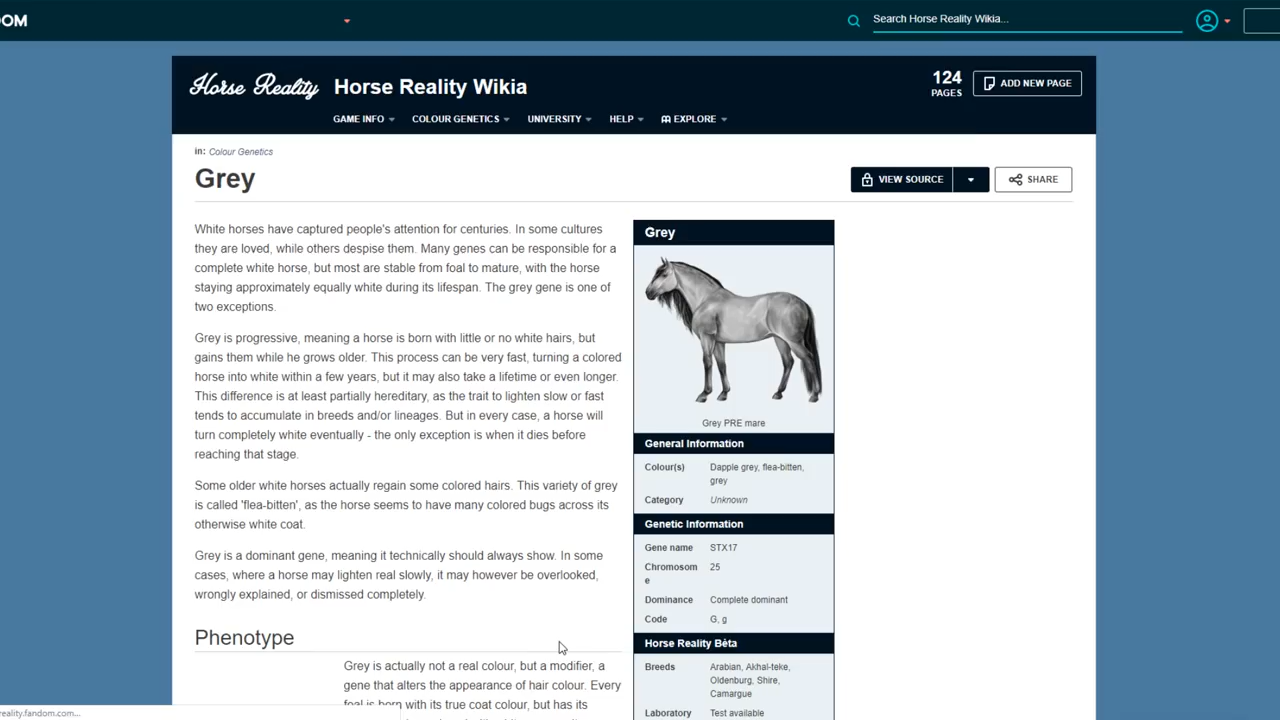 OM
Search Horse Reality Wikia...
Horse Reality
Horse Reality Wikia
124
PAGES
ADD NEW PAGE
GAME INFO
COLOUR GENETICS
UNIVERSITY
HELP
EXPLORE
in: Colour Genetics
Grey
VIEW SOURCE
SHARE
White horses have captured people's attention for centuries. In some cultures
they are loved, while others despise them. Many genes can be responsible for a
complete white horse, but most are stable from foal to mature, with the horse
staying approximately equally white during its lifespan. The grey gene is one of
two exceptions.
Grey is progressive, meaning a horse is born with little or no white hairs, but
gains them while he grows older. This process can be very fast, turning a colored
horse into white within a few years, but it may also take a lifetime or even longer.
This difference is at least partially hereditary, as the trait to lighten slow or fast
tends to accumulate in breeds and/or lineages. But in every case, a horse will
turn completely white eventually - the only exception is when it dies before
reaching that stage.
Some older white horses actually regain some colored hairs. This variety of grey
is called 'flea-bitten', as the horse seems to have many colored bugs across its
otherwise white coat.
Grey is a dominant gene, meaning it technically should always show. In some
cases, where a horse may lighten real slowly, it may however be overlooked,
wrongly explained, or dismissed completely.
Phenotype
Grey is actually not a real colour, but a modifier, a
gene that alters the appearance of hair colour. Every
foal is born with its true coat colour, but has its
Grey
Grey PRE mare
General Information
Colour(s) Dapple grey, flea-bitten,
grey
Category Unknown
Genetic Information
Gene name STX17
Chromosom 25
e
Dominance Complete dominant
Code G, g
Horse Reality Bèta
Breeds Arabian, Akhal-teke,
Oldenburg, Shire,
Camargue
Laboratory Test available
reality.fandom.com...